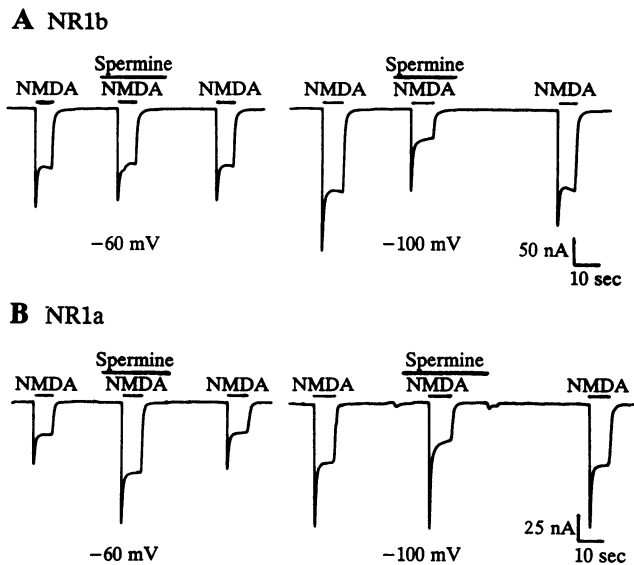 A NR1b
Spermine Spermine
NMDA NMDA NMDA NMDA NMDA NMDA
−60 mV −100 mV 50 nA
10 sec
B NR1a
Spermine Spermine
NMDA NMDA NMDA NMDA NMDA NMDA
25 nA
−60 mV −100 mV 10 sec